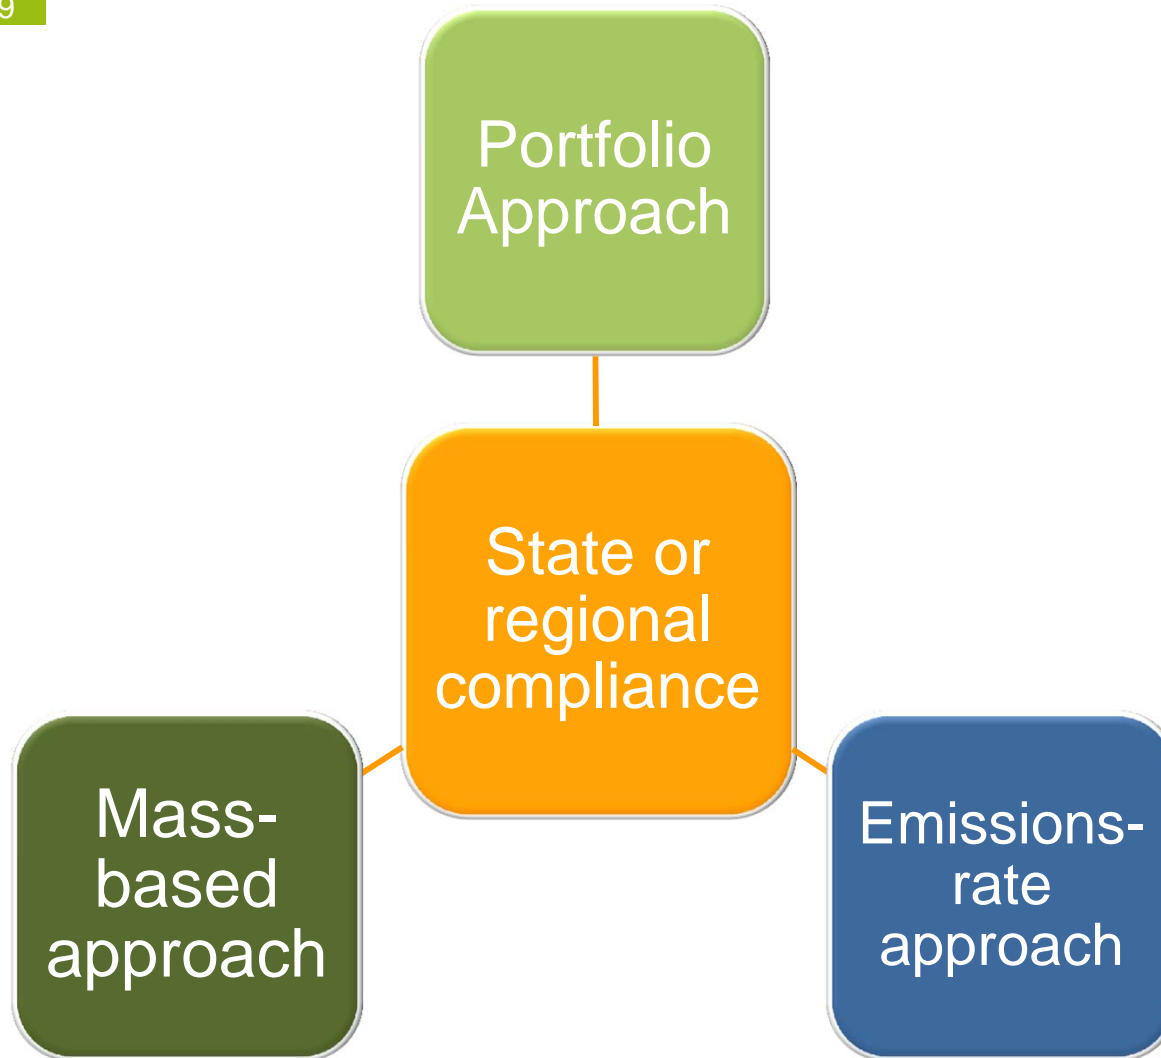 9
Portfolio
Approach
State or
regional
compliance
Mass-
based
approach
Emissions-
rate
approach